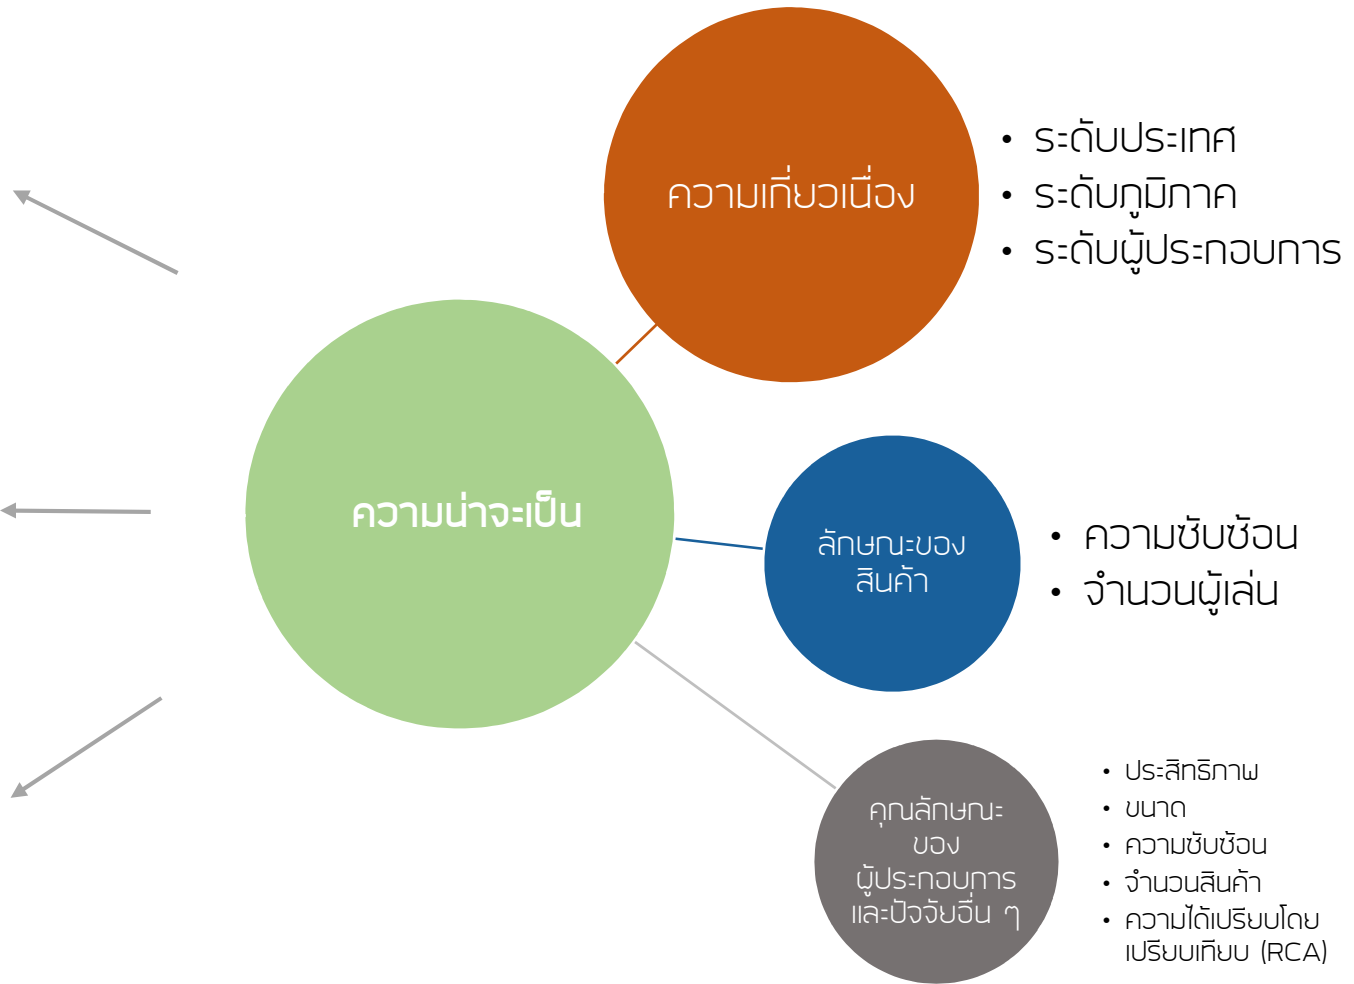 ความเกี่ยวเนื่อง
• ระดับประเทศ
• ระดับภูมิภาค
• ระดับผู้ประกอบการ
ความน่าจะเป็น
ลักษณะของ
สินค้า
• ความซับซ้อน
• จำนวนผู้เล่น
คุณลักษณะ
ของ
ผู้ประกอบการ
และปัจจัยอื่น ๆ
• ประสิทธิภาพ
• ขนาด
• ความซับซ้อน
• จำนวนสินค้า
• ความได้เปรียบโดย
เปรียบเทียบ (RCA)